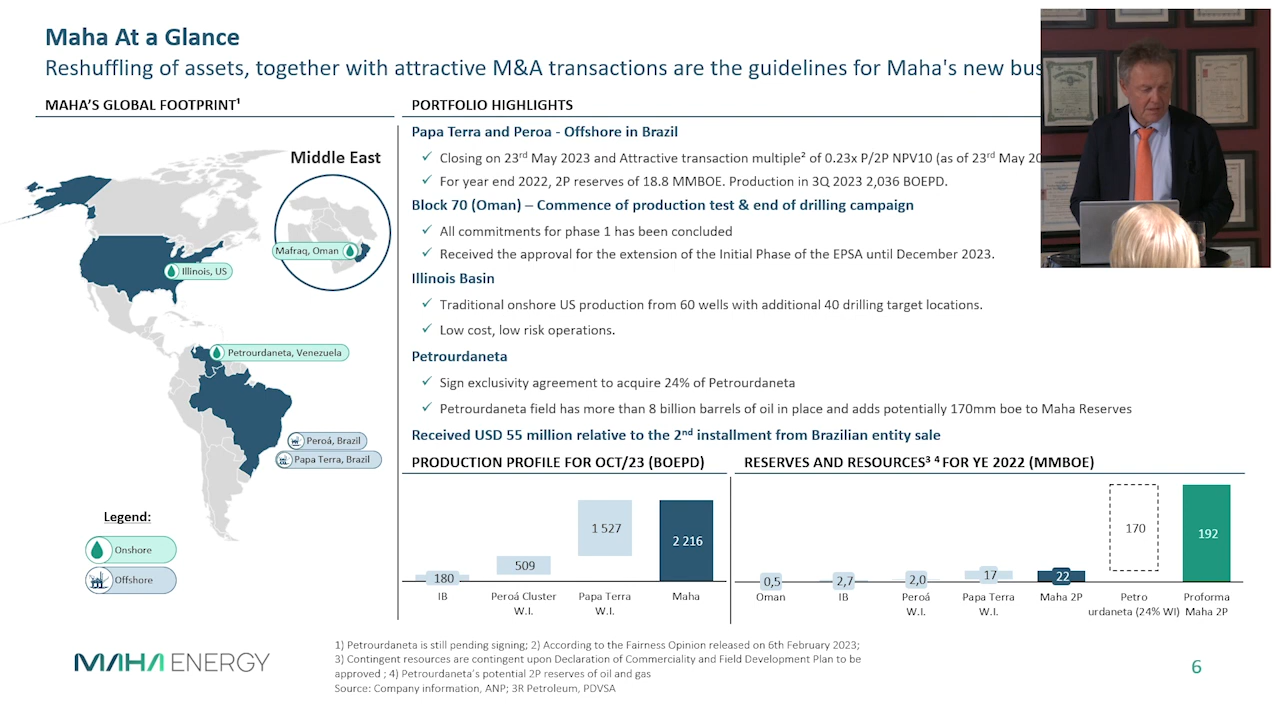 Maha At a Glance
Reshuffling of assets, together with attractive M&A transactions are the guidelines for Maha's new
MAHA'S GLOBAL FOOTPRINT¹
Middle East
Mafraq, Oman
Illinois, US
Petrourdaneta, Venezuela
Peroá, Brazil
Papa Terra, Brazil
Legend:
Onshore
Offshore
PORTFOLIO HIGHLIGHTS
Papa Terra and Peroa - Offshore in Brazil
✓ Closing on 23rd May 2023 and Attractive transaction multiple² of 0.23x P/2P NPV10 (as of 23rd May
✓ For year end 2022, 2P reserves of 18.8 MMBOE. Production in 3Q 2023 2,036 BOEPD.
Block 70 (Oman) – Commence of production test & end of drilling campaign
✓ All commitments for phase 1 has been concluded
✓ Received the approval for the extension of the Initial Phase of the EPSA until December 2023.
Illinois Basin
✓ Traditional onshore US production from 60 wells with additional 40 drilling target locations.
✓ Low cost, low risk operations.
Petrourdaneta
✓ Sign exclusivity agreement to acquire 24% of Petrourdaneta
✓ Petrourdaneta field has more than 8 billion barrels of oil in place and adds potentially 170mm boe to Maha Reserves
Received USD 55 million relative to the 2nd installment from Brazilian entity sale
PRODUCTION PROFILE FOR OCT/23 (BOEPD)
180
509
1 527
2 216
IB
Peroá Cluster W.I.
Papa Terra W.I.
Maha
RESERVES AND RESOURCES³ ⁴ FOR YE 2022 (MMBOE)
0,5
2,7
2,0
17
22
170
192
Oman
IB
Peroá W.I.
Papa Terra W.I.
Maha 2P
Petro urdaneta (24% WI)
Proforma Maha 2P
MAHA ENERGY
1) Petrourdaneta is still pending signing; 2) According to the Fairness Opinion released on 6th February 2023;
3) Contingent resources are contingent upon Declaration of Commerciality and Field Development Plan to be
approved ; 4) Petrourdaneta´s potential 2P reserves of oil and gas
Source: Company information, ANP; 3R Petroleum, PDVSA
6